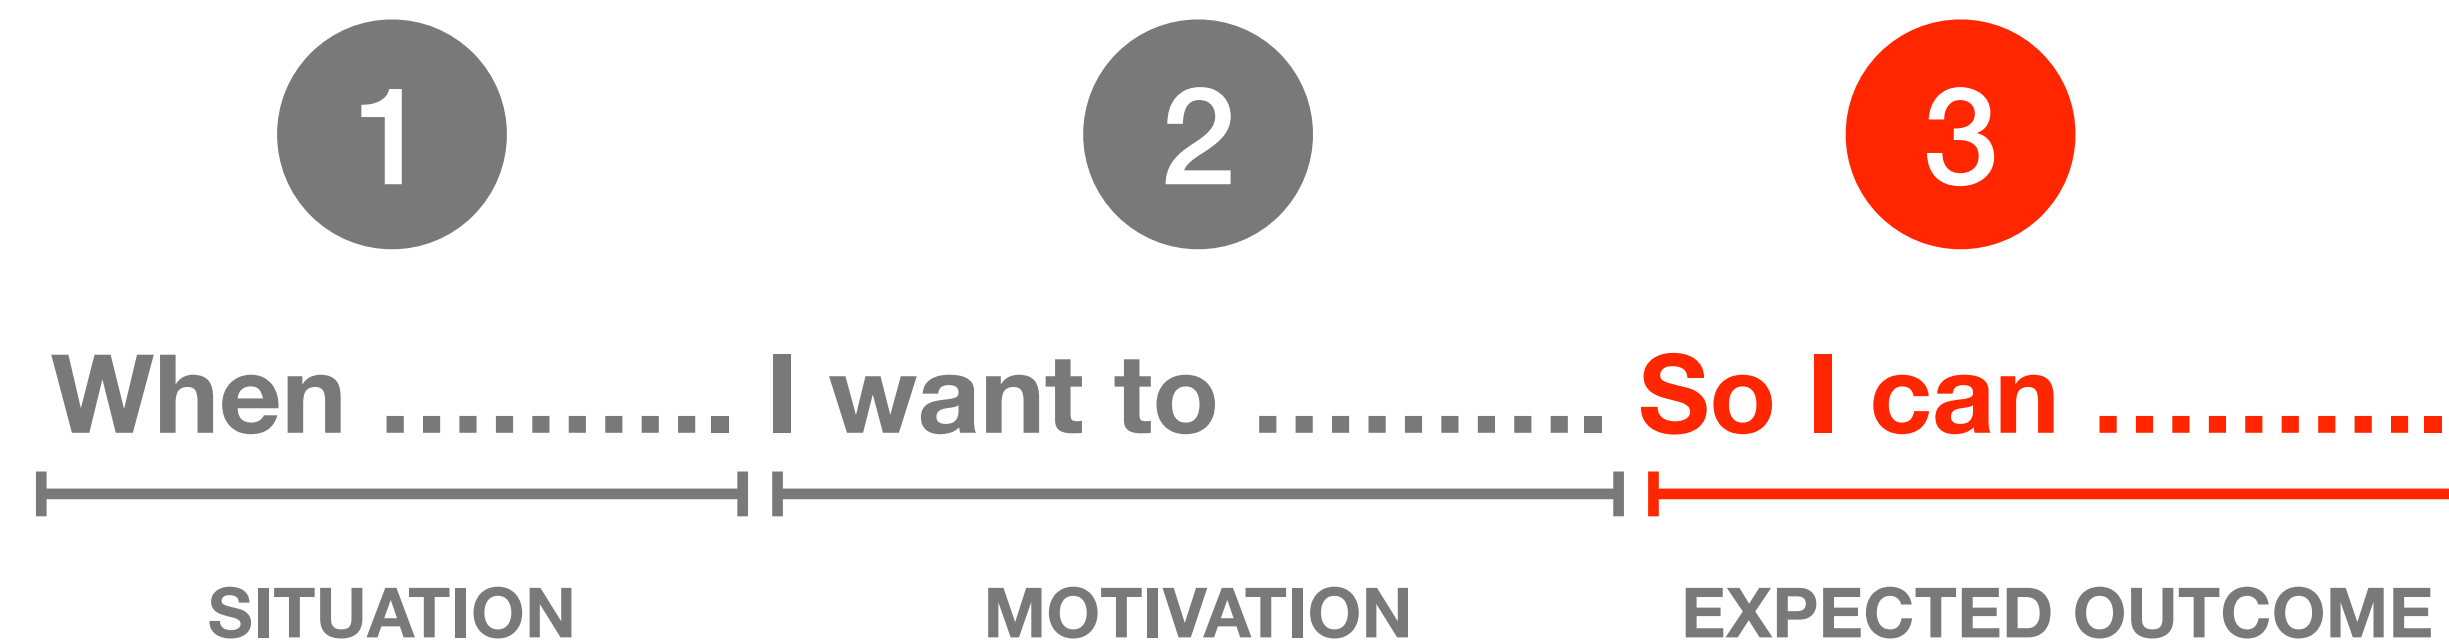 1 2 3
When .......... I want to .......... So I can ..........
SITUATION MOTIVATION EXPECTED OUTCOME